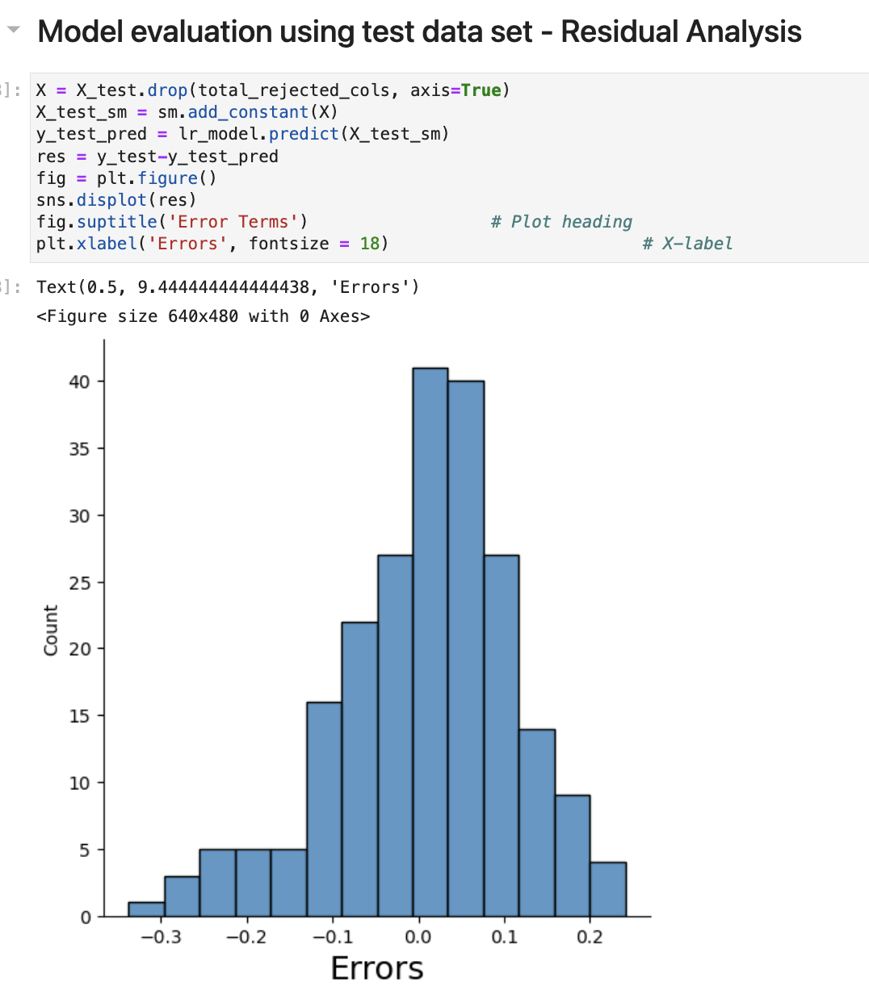 Model evaluation using test data set - Residual Analysis
]:
X = X_test.drop(total_rejected_cols, axis=True)
X_test_sm = sm.add_constant(X)
y_test_pred = lr_model.predict(X_test_sm)
res = y_test-y_test_pred
fig = plt.figure()
sns.displot(res)
fig.suptitle('Error Terms') # Plot heading
plt.xlabel('Errors', fontsize = 18) # X-label
]:
Text(0.5, 9.444444444444438, 'Errors')
<Figure size 640x480 with 0 Axes>
40
35
30
25
20
15
10
5
0
Count
−0.3 −0.2 −0.1 0.0 0.1 0.2
Errors